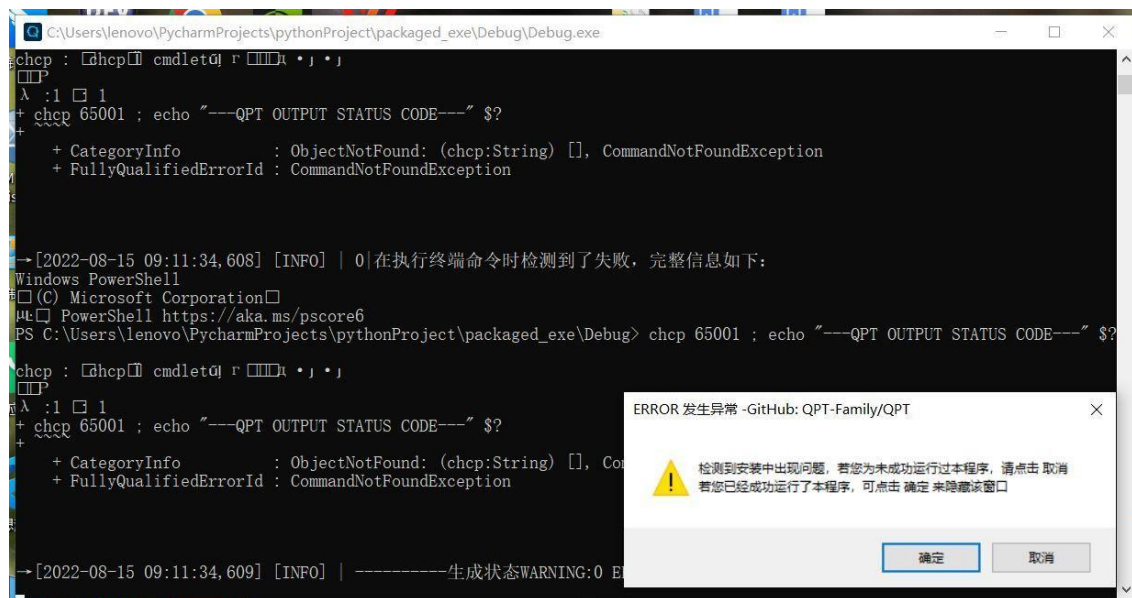 C:\Users\lenovo\PycharmProjects\pythonProject\packaged_exe\Debug\Debug.exe
chcp : cmdlet
:1 1
+ chcp 65001 ; echo "---QPT OUTPUT STATUS CODE---" $?
+
+ CategoryInfo : ObjectNotFound: (chcp:String) [], CommandNotFoundException
+ FullyQualifiedErrorId : CommandNotFoundException
→[2022-08-15 09:11:34,608] [INFO] | 0|在执行终端命令时检测到了失败，完整信息如下：
Windows PowerShell
(C) Microsoft Corporation
PowerShell https://aka.ms/pscore6
PS C:\Users\lenovo\PycharmProjects\pythonProject\packaged_exe\Debug> chcp 65001 ; echo "---QPT OUTPUT STATUS CODE---" $?
chcp : cmdlet
:1 1
+ chcp 65001 ; echo "---QPT OUTPUT STATUS CODE---" $?
+
+ CategoryInfo : ObjectNotFound: (chcp:String) [],
+ FullyQualifiedErrorId : CommandNotFoundException
→[2022-08-15 09:11:34,609] [INFO] | ----------生成状态WARNING:0
ERROR 发生异常 -GitHub: QPT-Family/QPT
检测到安装中出现问题，若您为未成功运行过本程序，请点击 取消
若您已经成功运行了本程序，可点击 确定 来隐藏该窗口
确定
取消